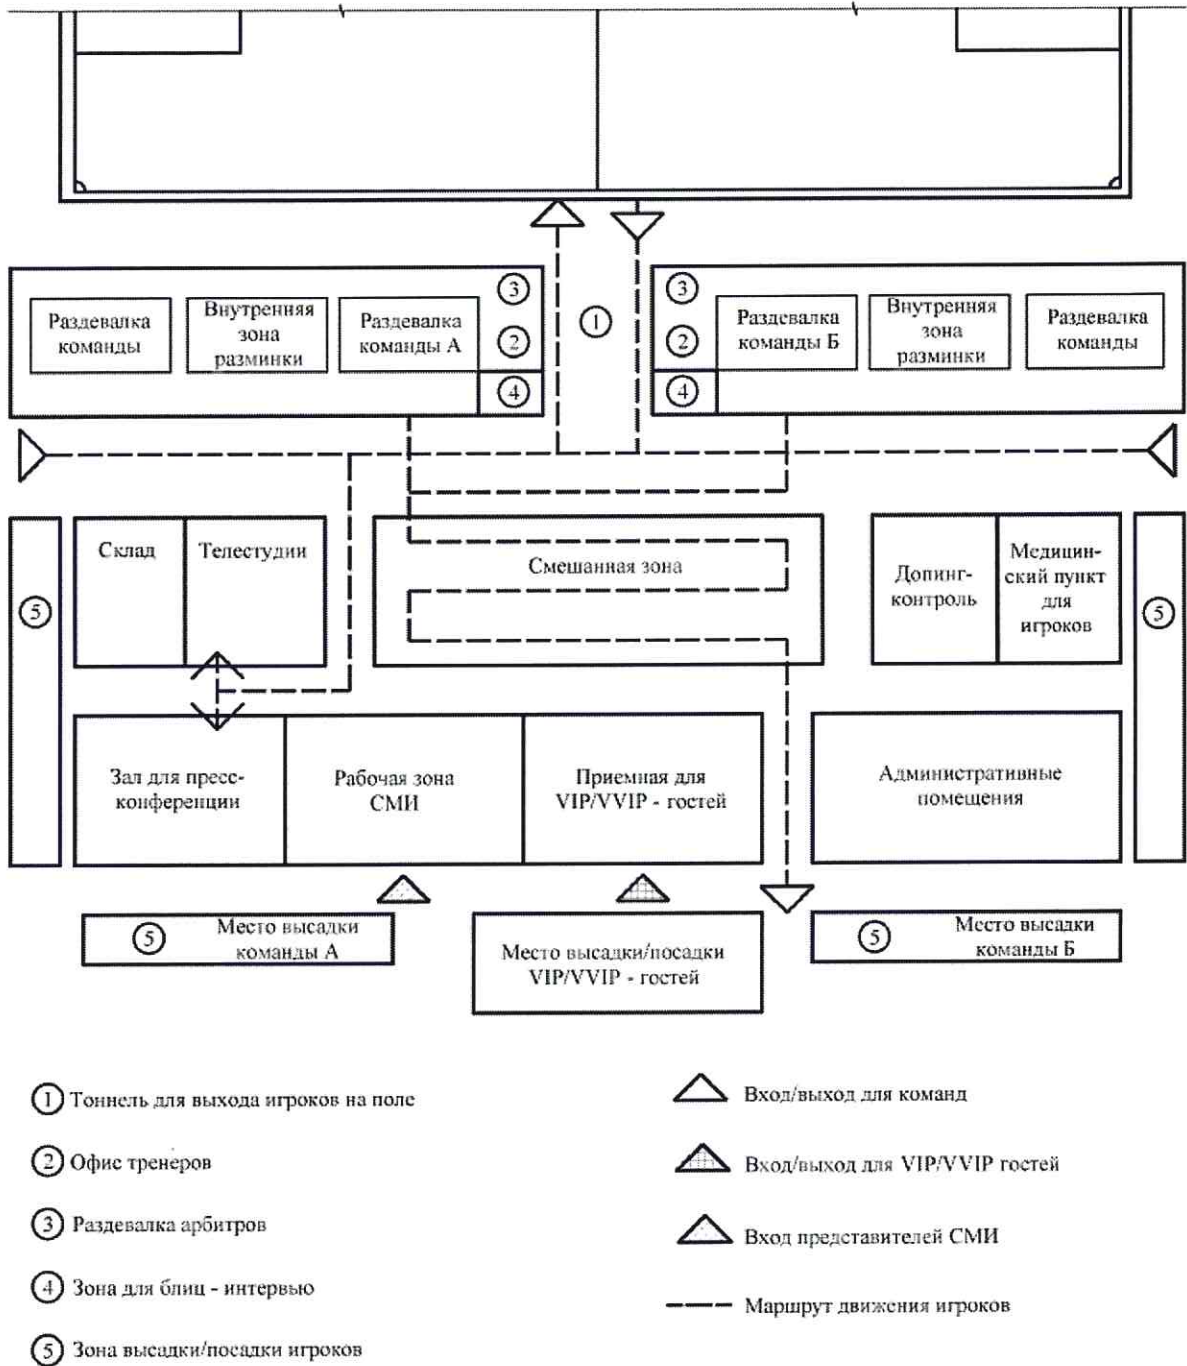 3
3
Раздевалка
команды
Внутренняя
зона
разминки
Раздевалка
команды А
2
1
2
Раздевалка
команды Б
Внутренняя
зона
разминки
Раздевалка
команды
4
4
Склад
Телестудии
Смешанная зона
Допинг-
контроль
Медицин-
ский пункт
для
игроков
5
5
Зал для пресс-
конференции
Рабочая зона
СМИ
Приемная для
VIP/VVIP - гостей
Административные
помещения
5
Место высадки
команды А
Место высадки/посадки
VIP/VVIP - гостей
5
Место высадки
команды Б
1 Тоннель для выхода игроков на поле
2 Офис тренеров
3 Раздевалка арбитров
4 Зона для блиц - интервью
5 Зона высадки/посадки игроков
Вход/выход для команд
Вход/выход для VIP/VVIP гостей
Вход представителей СМИ
Маршрут движения игроков